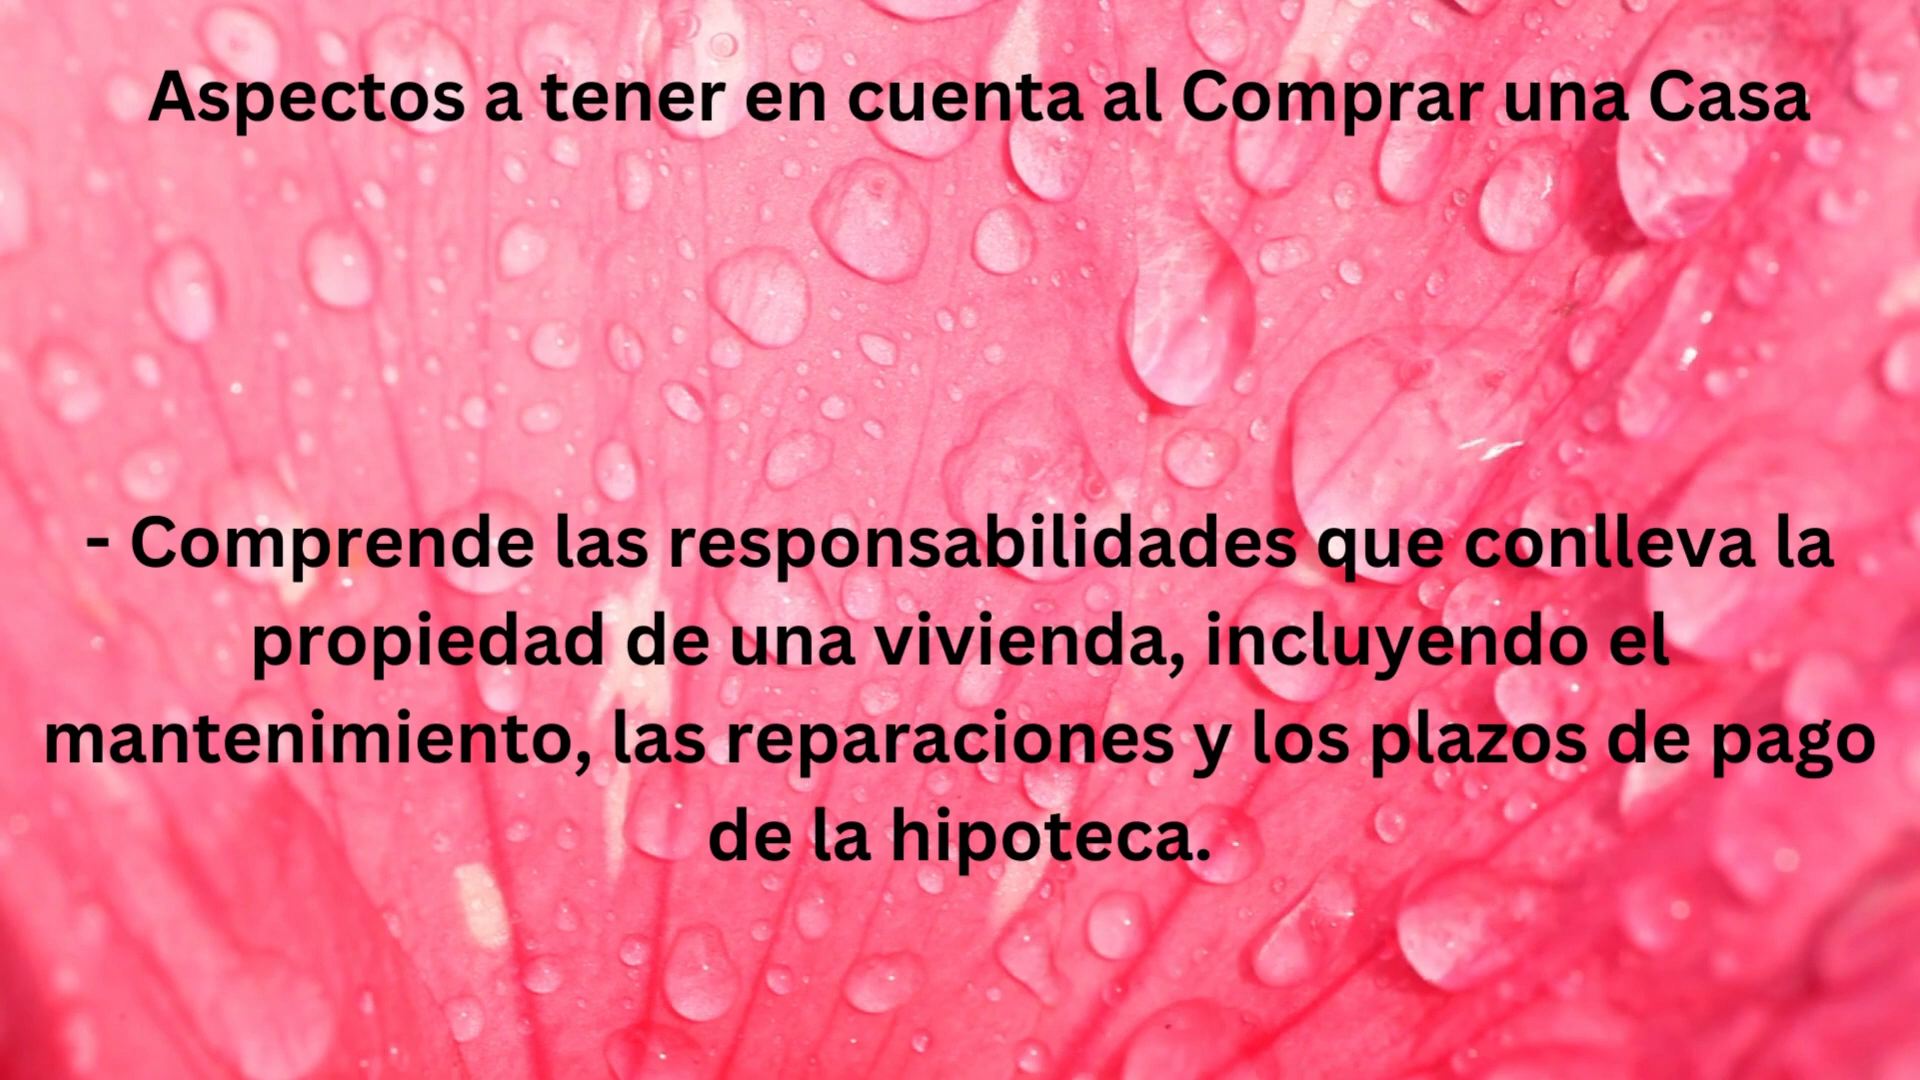 Aspectos a tener en cuenta al Comprar una Casa
- Comprende las responsabilidades que conlleva la
propiedad de una vivienda, incluyendo el
mantenimiento, las reparaciones y los plazos de pago
de la hipoteca.